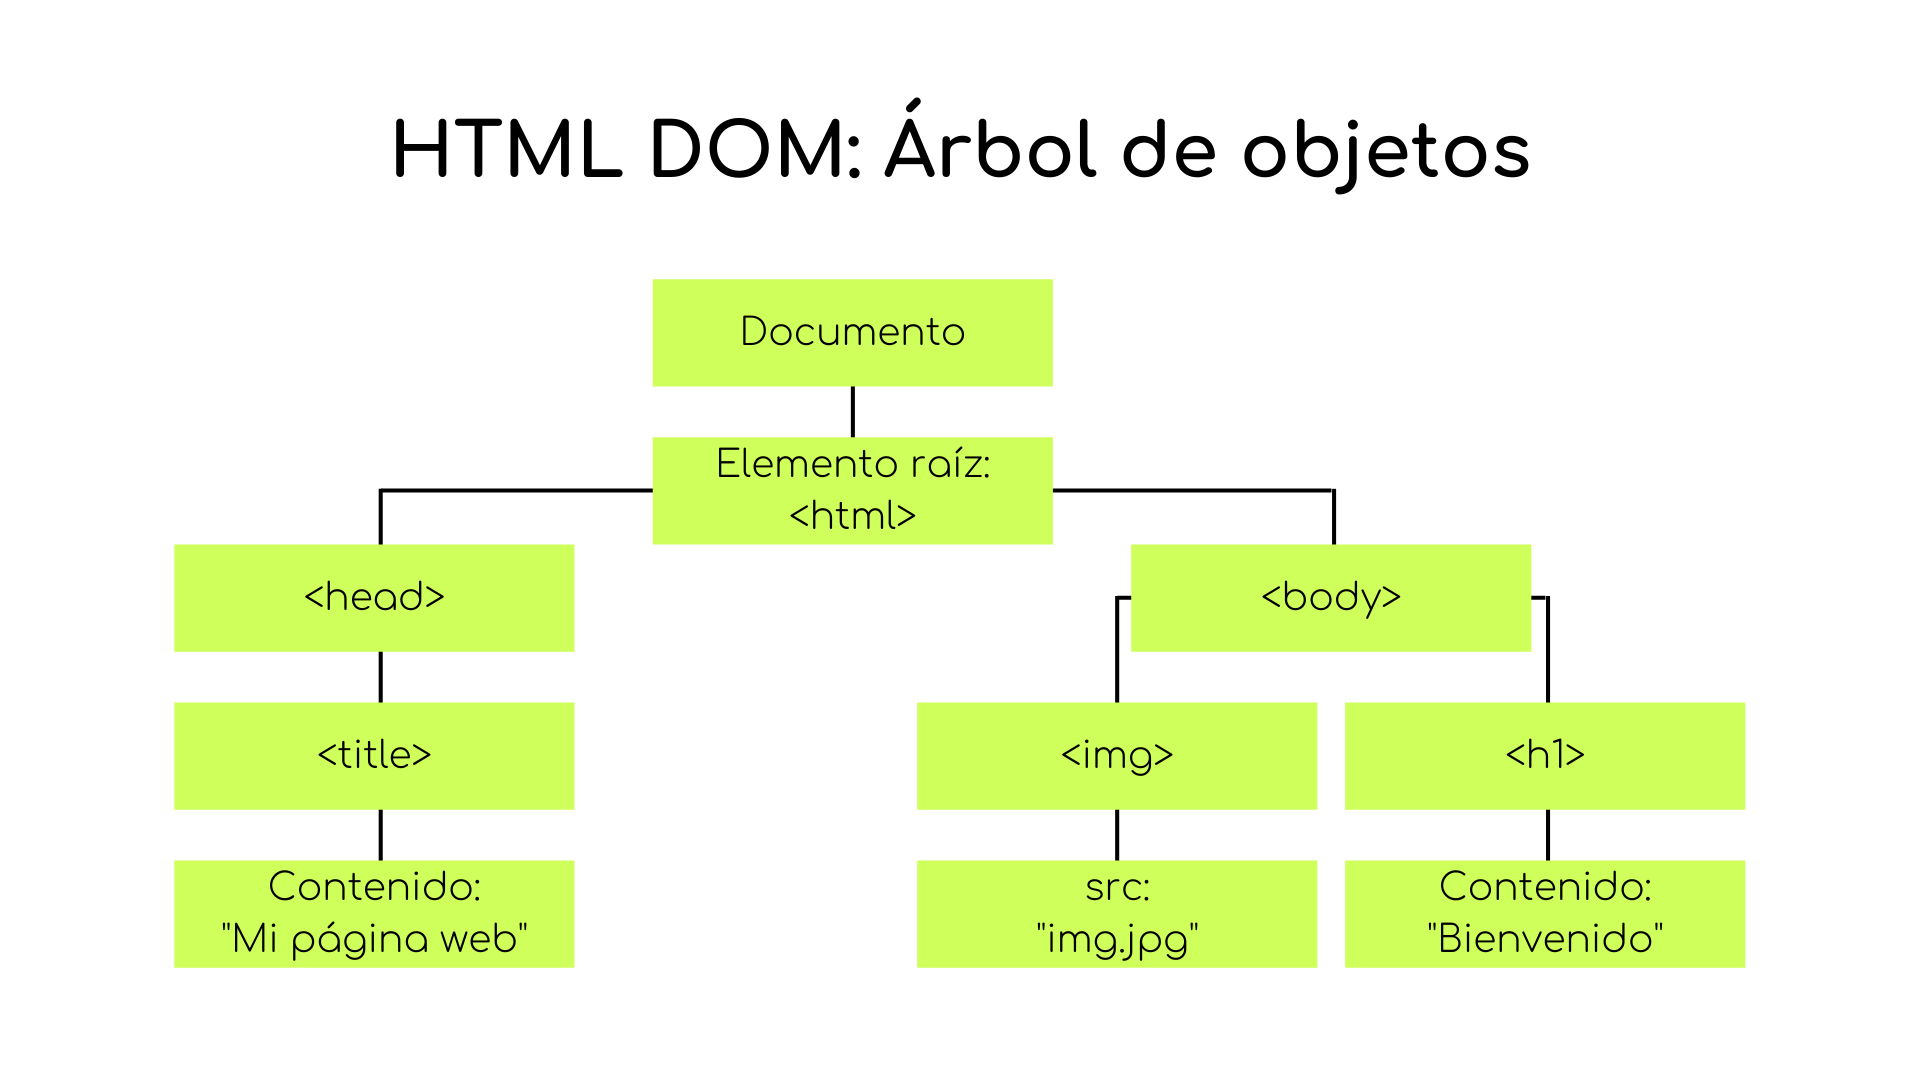 HTML DOM: Árbol de objetos
Documento
Elemento raíz:
<html>
<head>
<body>
<title>
<img>
<h1>
Contenido:
"Mi página web"
src:
"img.jpg"
Contenido:
"Bienvenido"